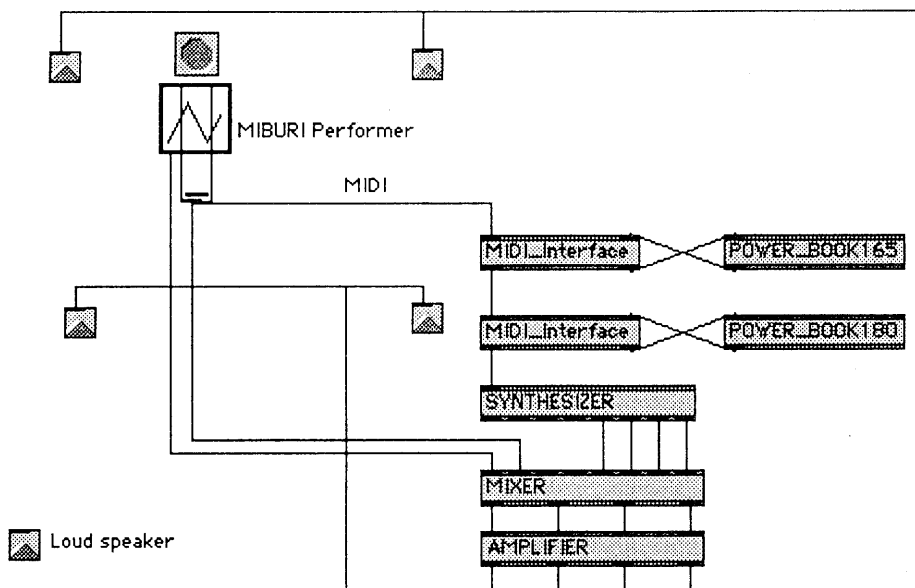 MIBURI Performer
MIDI
MIDI_Interface
POWER_BOOK165
MIDI_Interface
POWER_BOOK180
SYNTHESIZER
MIXER
Loud speaker
AMPLIFIER